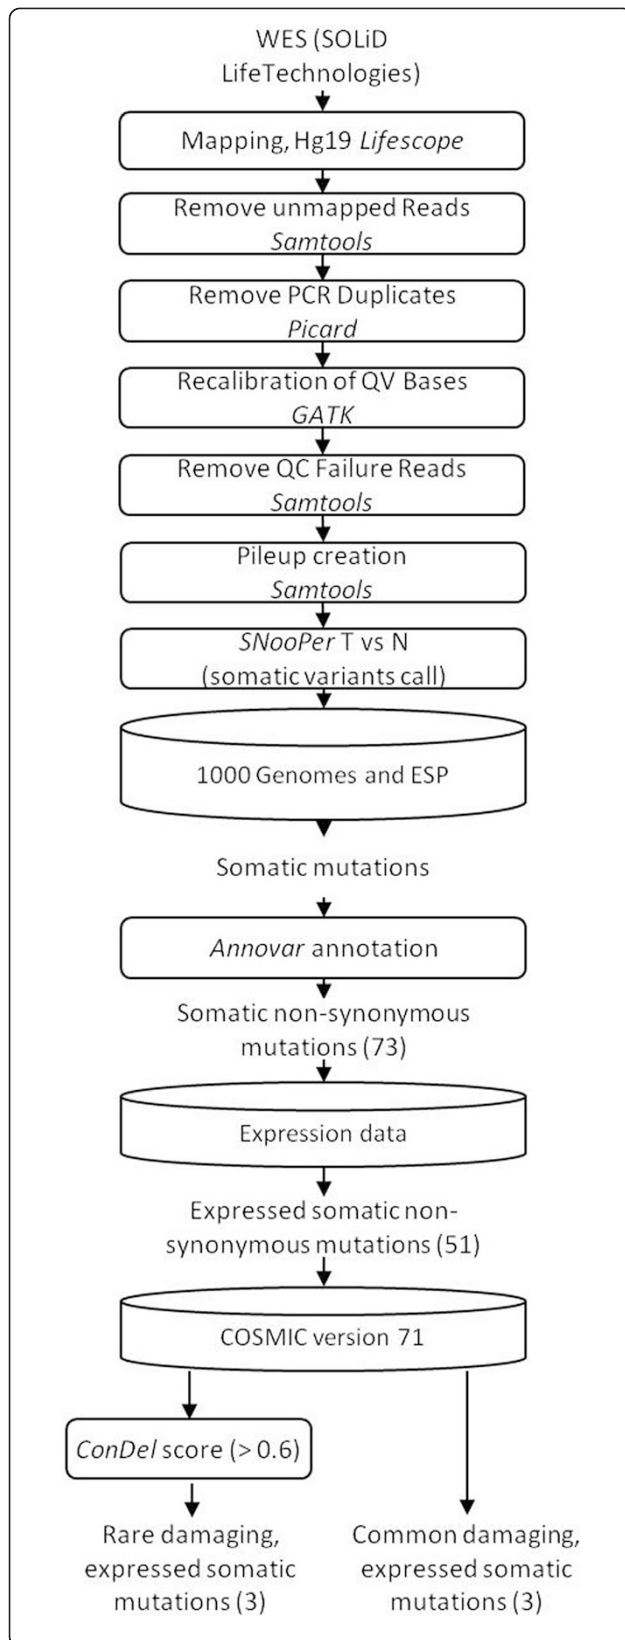 WES (SOLiD
LifeTechnologies)
Mapping, Hg19 Lifescope
Remove unmapped Reads
Samtools
Remove PCR Duplicates
Picard
Recalibration of QV Bases
GATK
Remove QC Failure Reads
Samtools
Pileup creation
Samtools
SNooPer T vs N
(somatic variants call)
1000 Genomes and ESP
Somatic mutations
Annovar annotation
Somatic non-synonymous
mutations (73)
Expression data
Expressed somatic non-
synonymous mutations (51)
COSMIC version 71
ConDel score (> 0.6)
Rare damaging,
expressed somatic
mutations (3)
Common damaging,
expressed somatic
mutations (3)